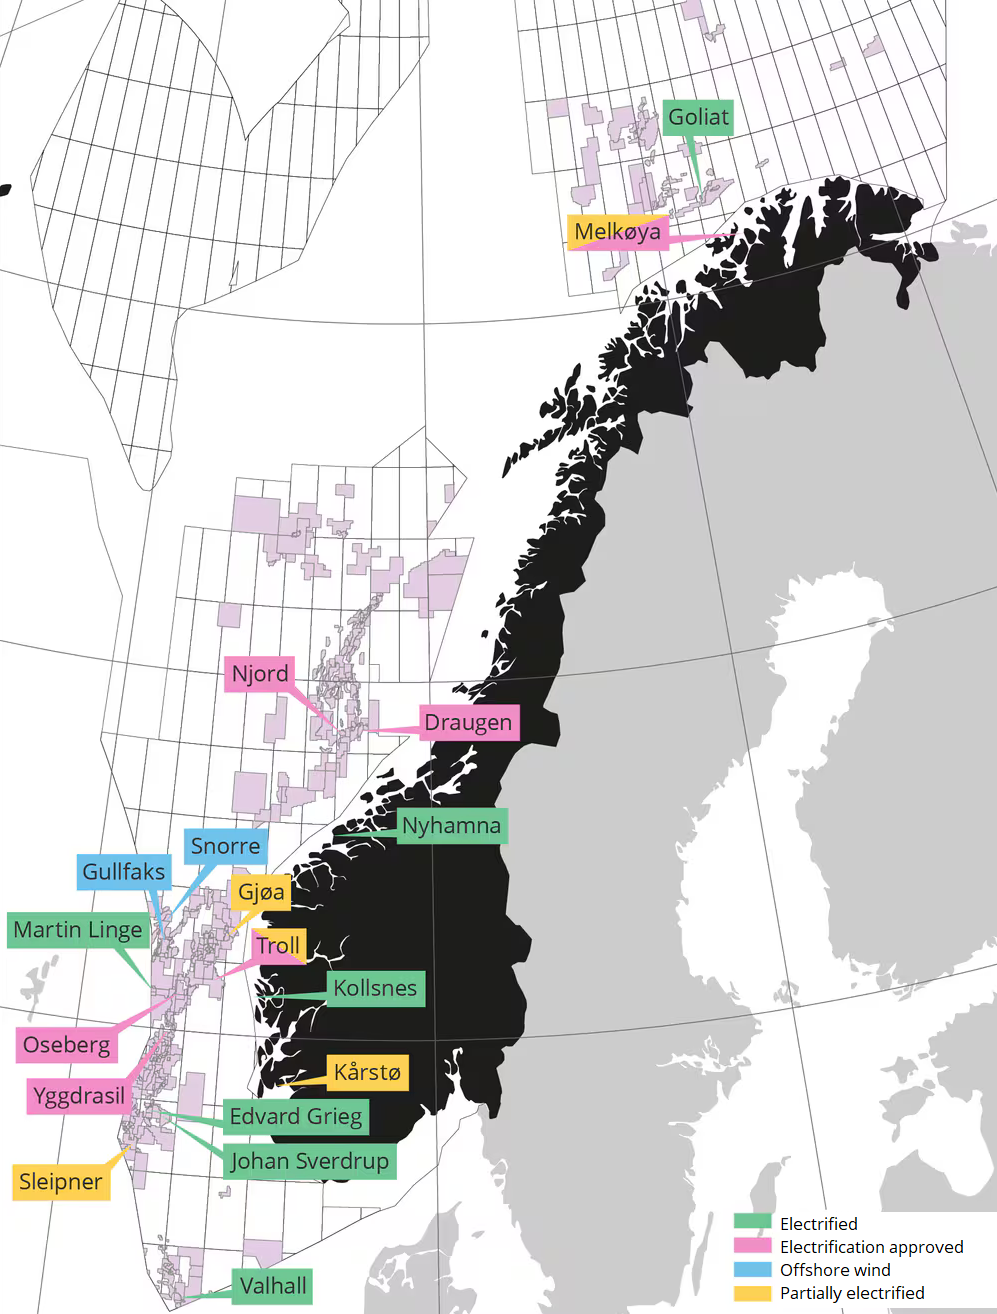 Goliat
Melkøya
Njord
Draugen
Nyhamna
Snorre
Gullfaks
Gjøa
Martin Linge
Troll
Kollsnes
Oseberg
Kårstø
Yggdrasil
Edvard Grieg
Johan Sverdrup
Sleipner
Valhall
Electrified
Electrification approved
Offshore wind
Partially electrified